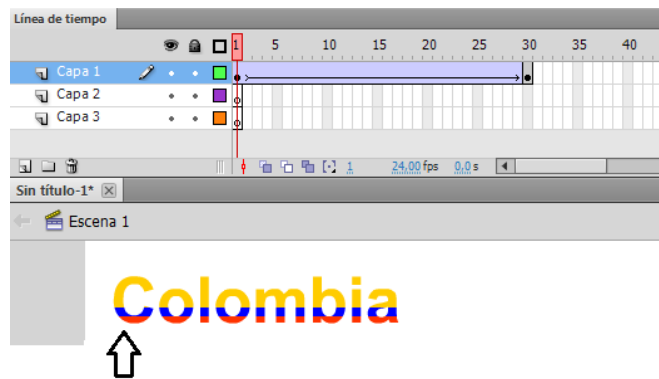 Línea de tiempo
1 5 10 15 20 25 30 35 40
Capa 1
Capa 2
Capa 3
1 24,00 fps 0,0 s
Sin título-1*
Escena 1
Colombia